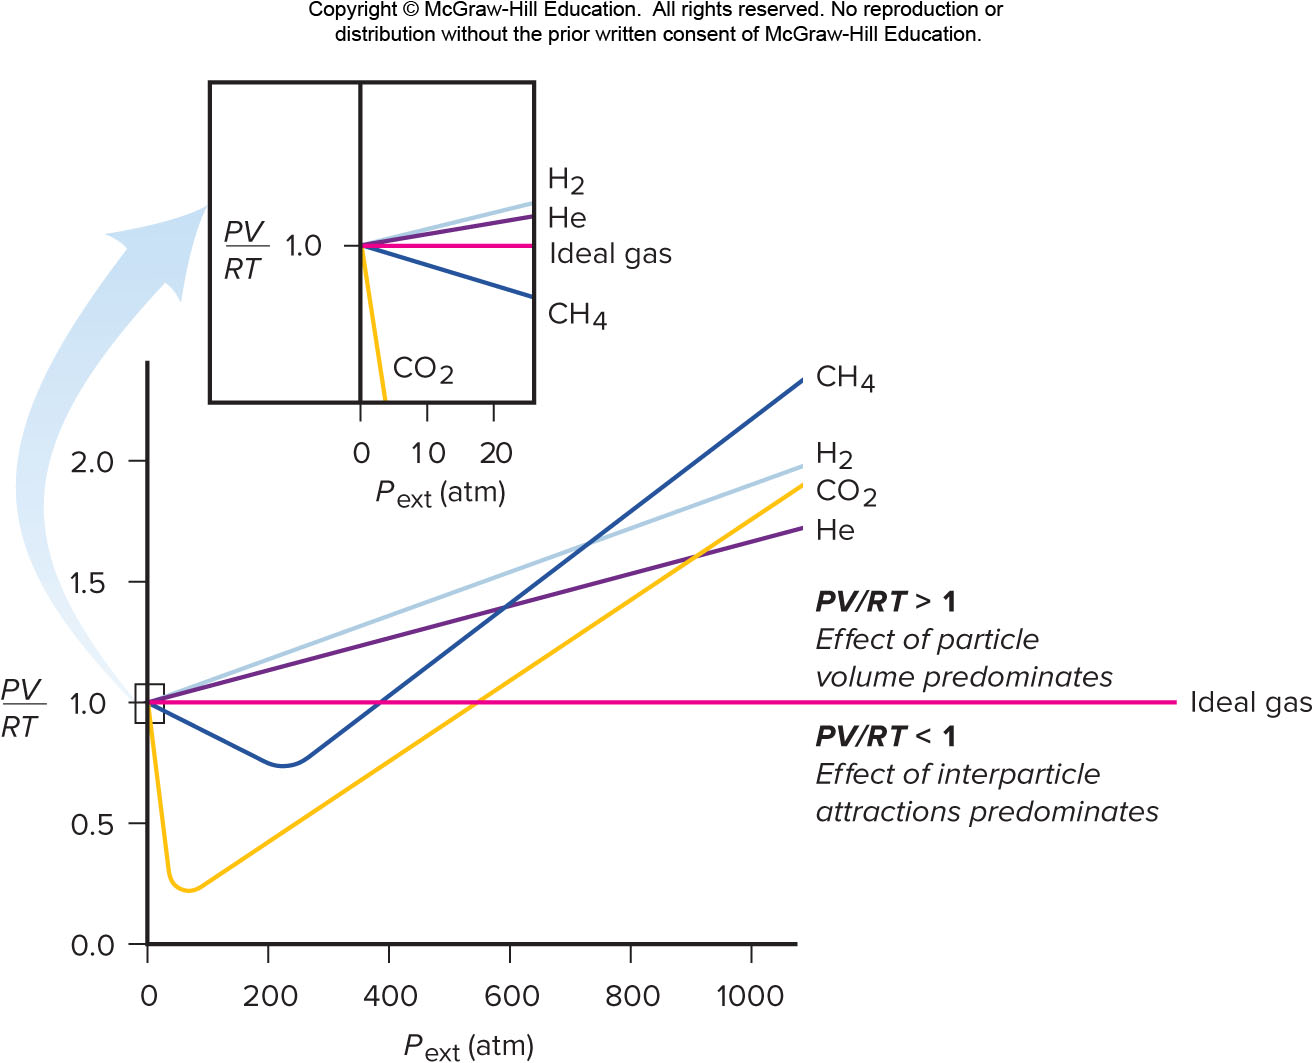 Copyright © McGraw-Hill Education.  All rights reserved. No reproduction or
distribution without the prior written consent of McGraw-Hill Education.
H2
He
Ideal gas
CH4
PV
RT
1.0
CO2
0 10 20
Pext (atm)
CH4
H2
CO2
He
2.0
1.5
PV/RT > 1
Effect of particle
volume predominates
PV
RT
1.0
Ideal gas
PV/RT < 1
Effect of interparticle
attractions predominates
0.5
0.0
0 200 400 600 800 1000
Pext (atm)